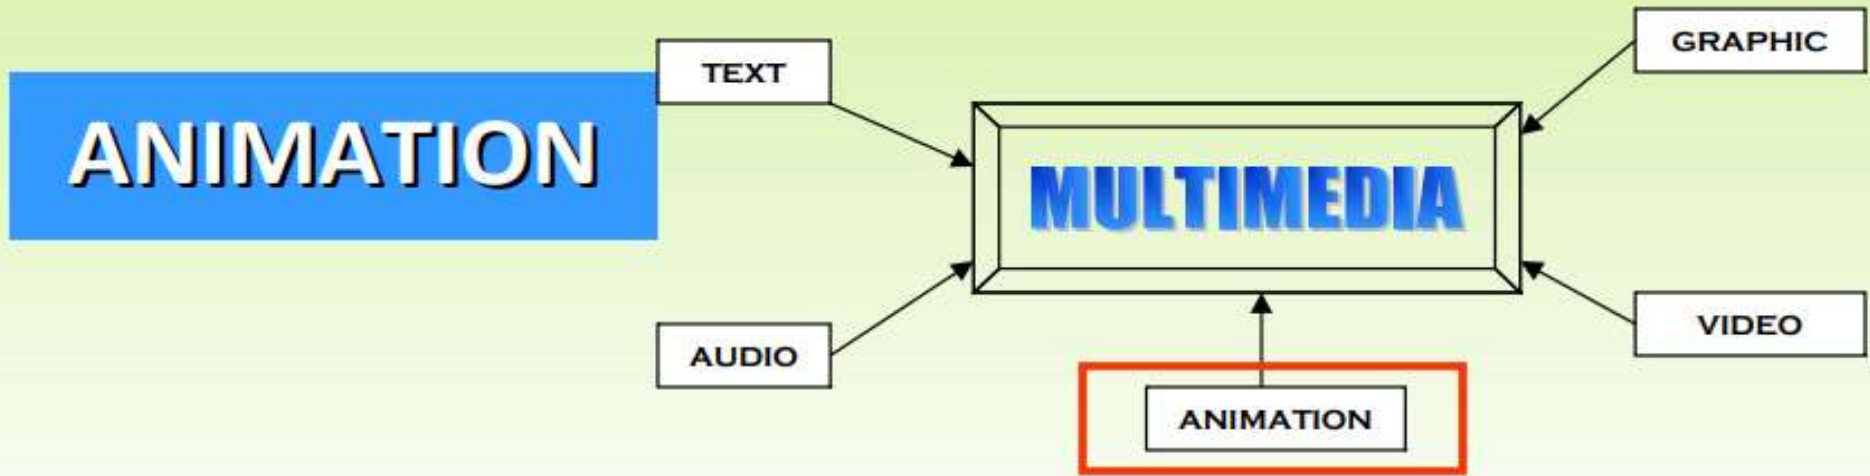 ANIMATION
TEXT
GRAPHIC
MULTIMEDIA
AUDIO
VIDEO
ANIMATION